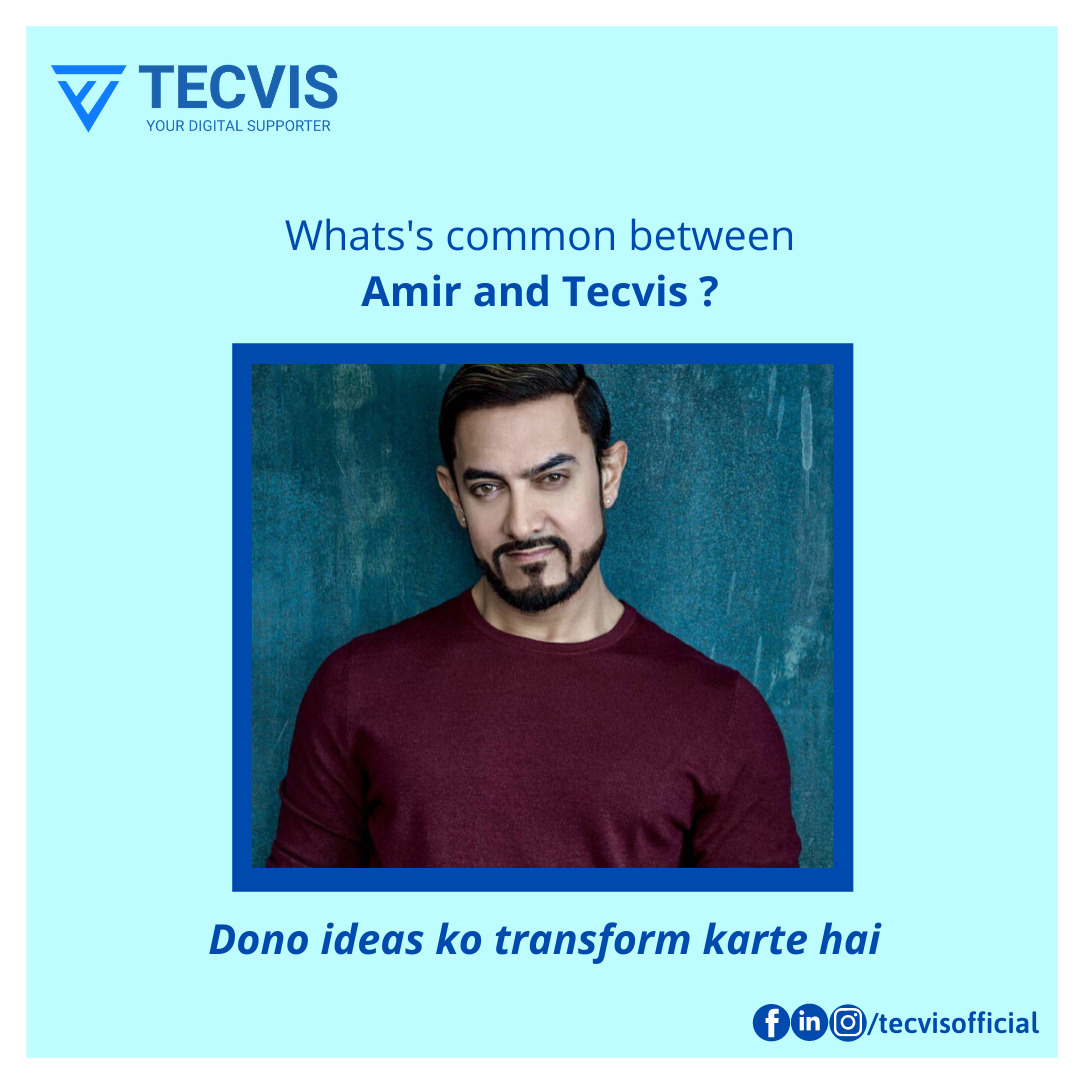 TECVIS
YOUR DIGITAL SUPPORTER
Whats's common between
Amir and Tecvis ?
Dono ideas ko transform karte hai
/tecvisofficial